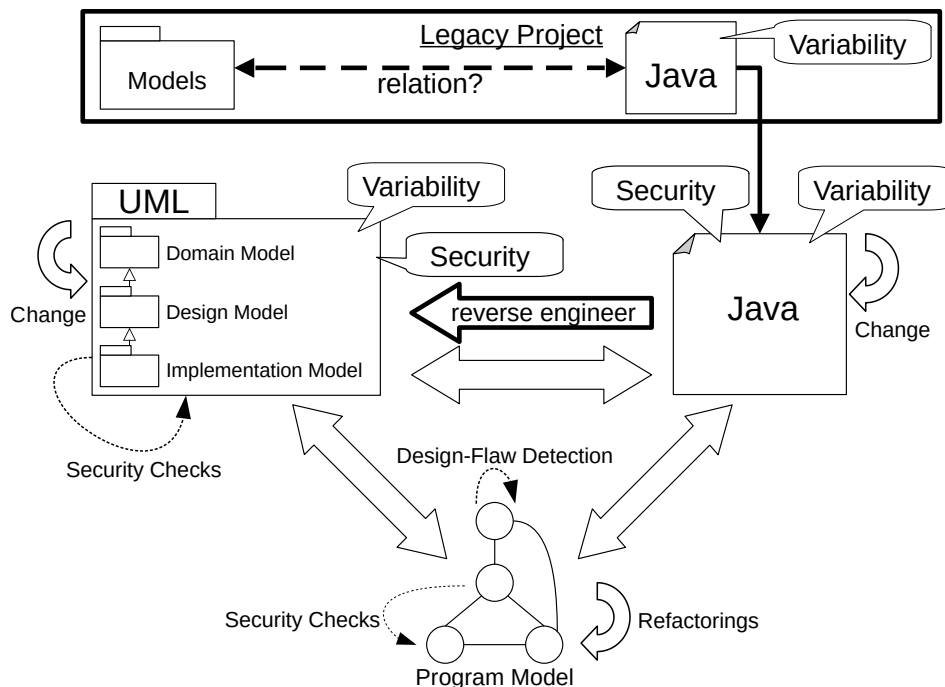 Legacy Project
Variability
Models
relation?
Java
UML
Variability
Security
Variability
Domain Model
Security
Change
Design Model
reverse engineer
Java
Change
Implementation Model
Security Checks
Design-Flaw Detection
Security Checks
Refactorings
Program Model